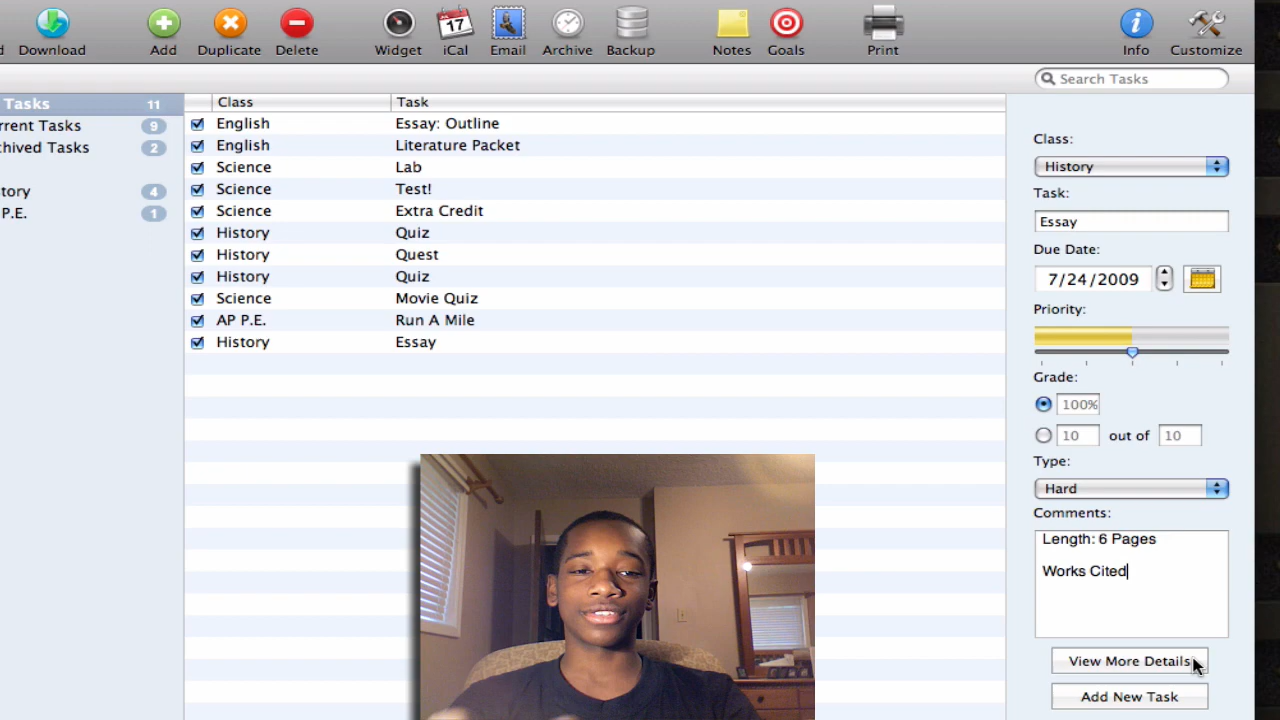 Download Add Duplicate Delete Widget iCal Email Archive Backup Notes Goals Print Info Customize
JUL 17
Search Tasks
Tasks 11
rrent Tasks 9
chived Tasks 2
tory 4
P.E. 1
Class Task
English Essay: Outline
English Literature Packet
Science Lab
Science Test!
Science Extra Credit
History Quiz
History Quest
History Quiz
Science Movie Quiz
AP P.E. Run A Mile
History Essay
Class:
History
Task:
Essay
Due Date:
7/24/2009
Priority:
Grade:
100%
10 out of 10
Type:
Hard
Comments:
Length: 6 Pages
Works Cited
View More Details
Add New Task